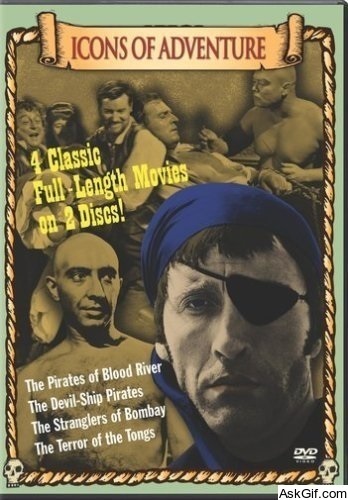 ICONS OF ADVENTURE
4 Classic
Full-Length Movies
on 2 Discs!
The Pirates of Blood River
The Devil-Ship Pirates
The Stranglers of Bombay
The Terror of the Tongs
DVD
VIDEO
AskGif.com